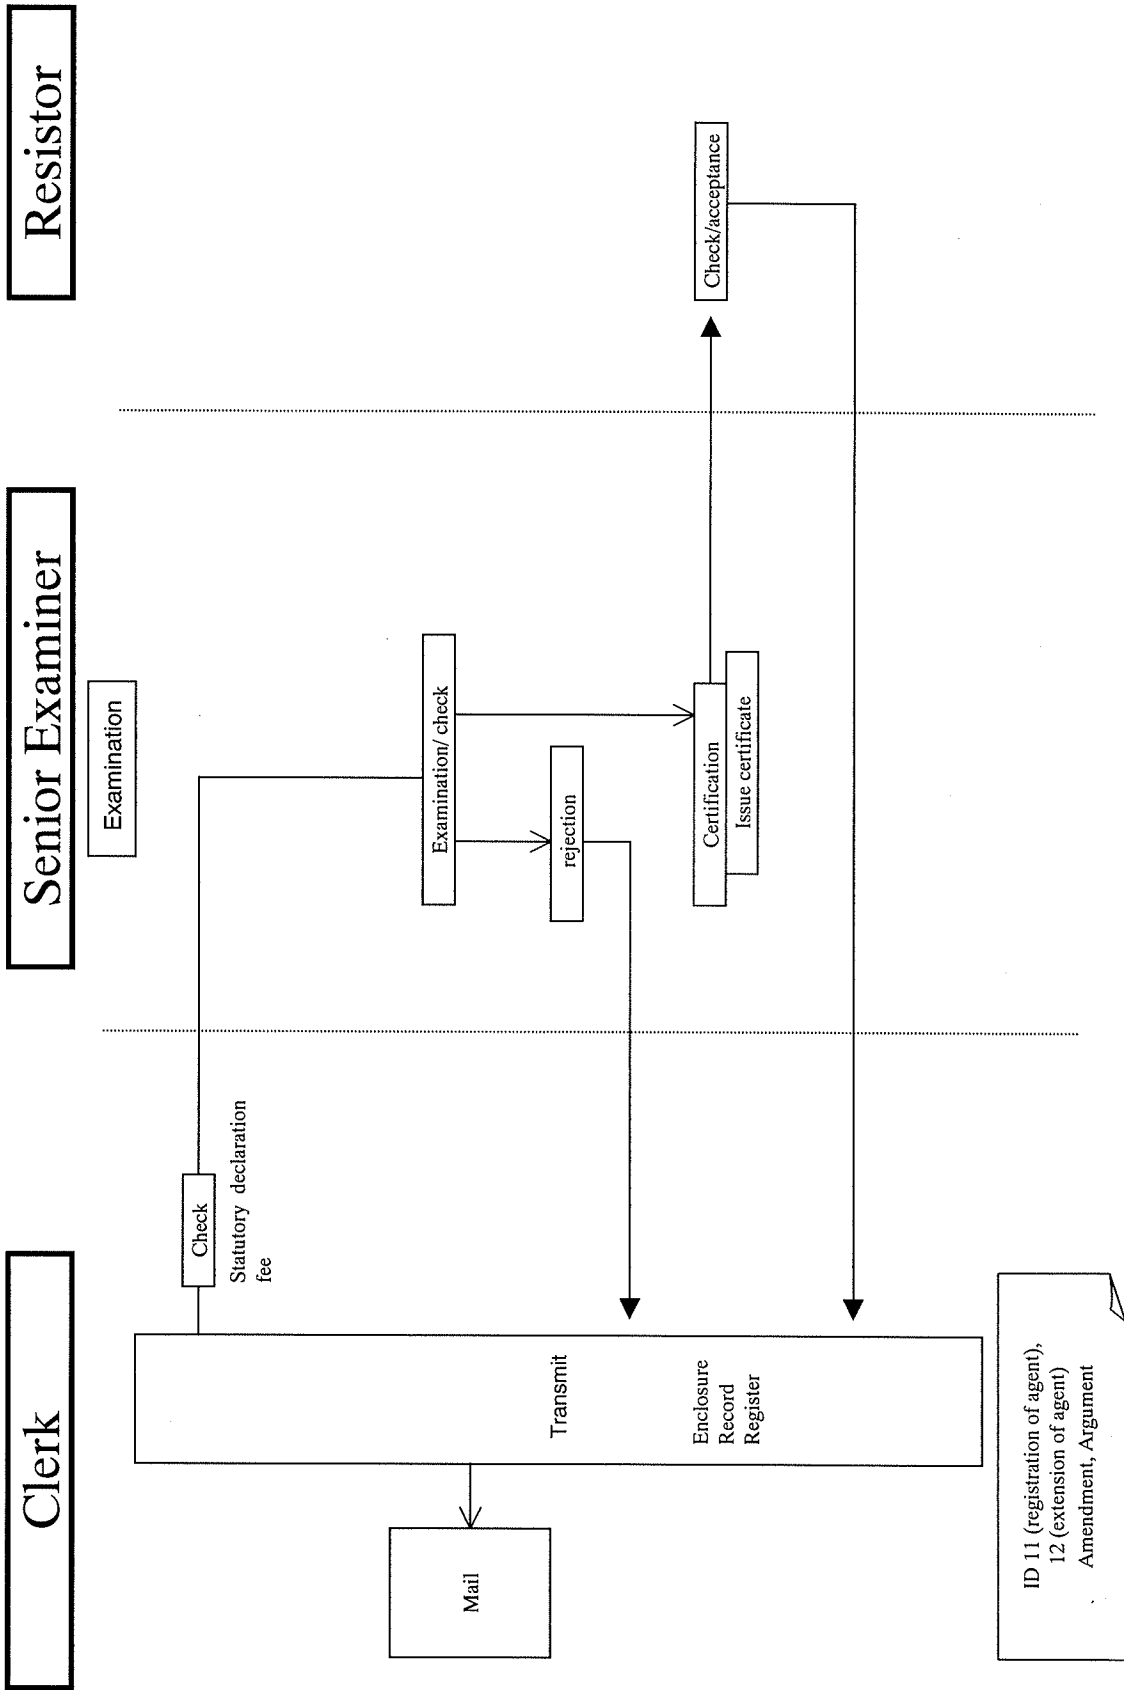 Clerk
Senior Examiner
Resistor
Examination
Check
Statutory declaration
fee
Examination/ check
rejection
Certification
Issue certificate
Check/acceptance
Transmit
Enclosure
Record
Register
Mail
ID 11 (registration of agent),
12 (extension of agent)
Amendment, Argument